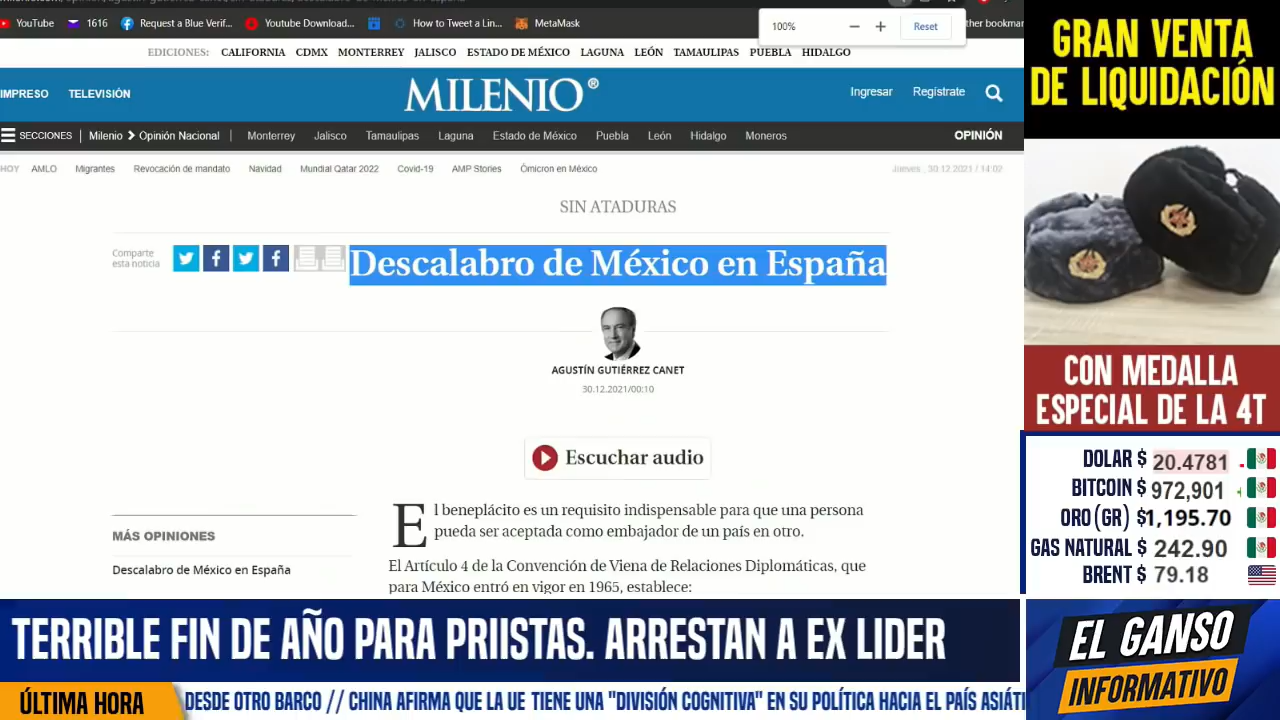 YouTube
1616
Request a Blue Verif...
Youtube Download...
How to Tweet a Lin...
MetaMask
100%
Reset
other bookmar
EDICIONES: CALIFORNIA CDMX MONTERREY JALISCO ESTADO DE MÉXICO LAGUNA LEÓN TAMAULIPAS PUEBLA HIDALGO
IMPRESO TELEVISIÓN
MILENIO®
Ingresar Regístrate
SECCIONES | Milenio > Opinión Nacional | Monterrey Jalisco Tamaulipas Laguna Estado de México Puebla León Hidalgo Moneros
OPINIÓN
HOY AMLO Migrantes Revocación de mandato Navidad Mundial Qatar 2022 Covid-19 AMP Stories Ómicron en México
Jueves, 30.12.2021 / 14:02
SIN ATADURAS
Comparte
esta noticia
Descalabro de México en España
AGUSTÍN GUTIÉRREZ CANET
30.12.2021/00:10
Escuchar audio
El beneplácito es un requisito indispensable para que una persona
pueda ser aceptada como embajador de un país en otro.
El Artículo 4 de la Convención de Viena de Relaciones Diplomáticas, que
para México entró en vigor en 1965, establece:
MÁS OPINIONES
Descalabro de México en España
GRAN VENTA
DE LIQUIDACIÓN
CON MEDALLA
ESPECIAL DE LA 4T
DOLAR $ 20.4781
BITCOIN $ 972,901
ORO (GR) $1,195.70
GAS NATURAL $ 242.90
BRENT $ 79.18
TERRIBLE FIN DE AÑO PARA PRIISTAS. ARRESTAN A EX LIDER
EL GANSO
INFORMATIVO
ÚLTIMA HORA
DESDE OTRO BARCO // CHINA AFIRMA QUE LA UE TIENE UNA "DIVISIÓN COGNITIVA" EN SU POLÍTICA HACIA EL PAÍS ASIÁTI